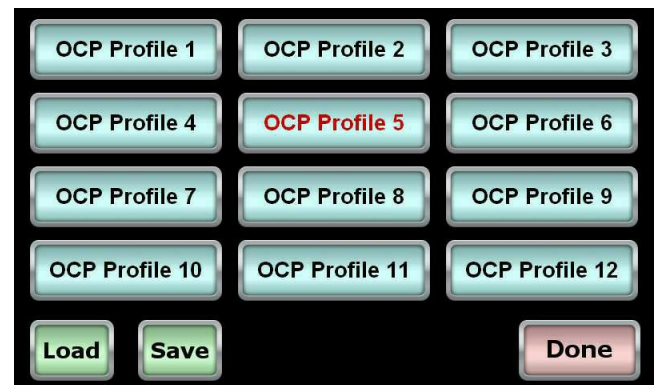 OCP Profile 1 OCP Profile 2 OCP Profile 3
OCP Profile 4 OCP Profile 5 OCP Profile 6
OCP Profile 7 OCP Profile 8 OCP Profile 9
OCP Profile 10 OCP Profile 11 OCP Profile 12
Load Save Done